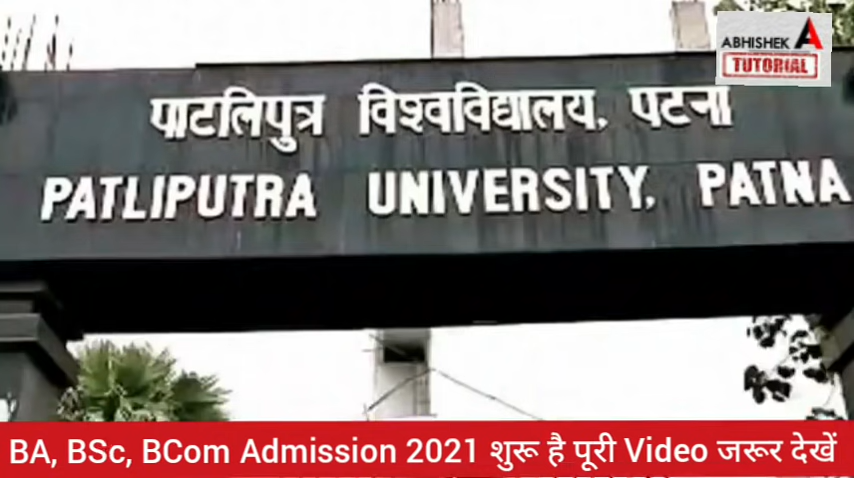 ABHISHEK A
TUTORIAL
पाटलिपुत्र विश्वविद्यालय, पटना
PATLIPUTRA UNIVERSITY, PATNA
BA, BSc, BCom Admission 2021 शुरू है पूरी Video जरूर देखें